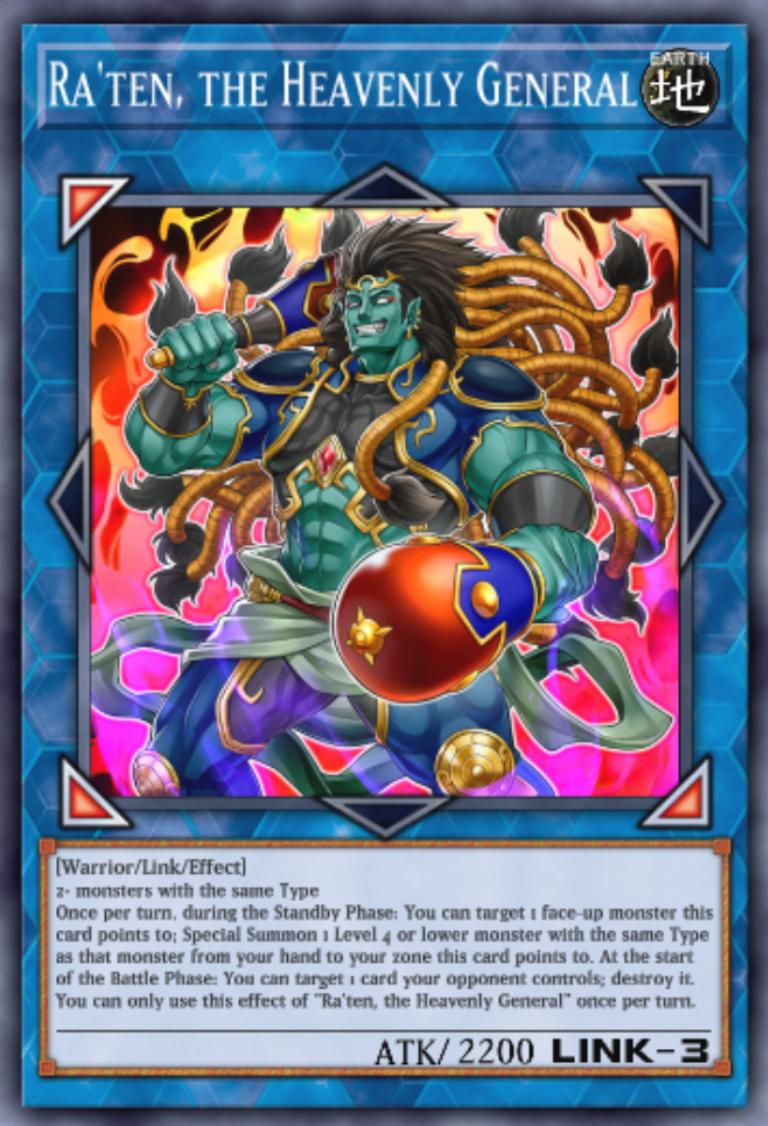 RA'TEN, THE HEAVENLY GENERAL
EARTH
地
[Warrior/Link/Effect]
2+ monsters with the same Type
Once per turn, during the Standby Phase: You can target 1 face-up monster this
card points to; Special Summon 1 Level 4 or lower monster with the same Type
as that monster from your hand to your zone this card points to. At the start
of the Battle Phase: You can target 1 card your opponent controls; destroy it.
You can only use this effect of "Ra'ten, the Heavenly General" once per turn.
ATK/ 2200 LINK-3